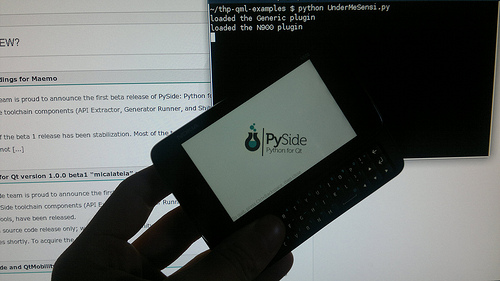 ~/thp-qml-examples $ python UnderMeSensi.py
loaded the Generic plugin
loaded the N900 plugin
EW?
dings for Maemo
eam is proud to announce the first beta release of PySide: Python f
e toolchain components (API Extractor, Generator Runner, and Sh
f the beta 1 release has been stabilization. Most of the
not [...]
for Qt version 1.0.0 beta1 "micalateia"
de team is proud to announce the firs
Side toolchain components (API E
Runn
ools, have been released.
source code release only; w
s shortly. To acquire the
de and QtMobilit
PySide
Python for Qt